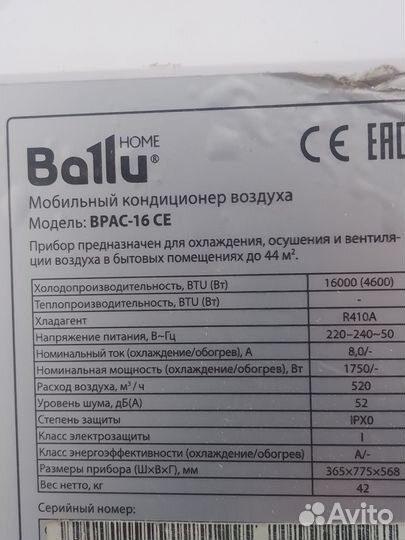 Ballu® HOME
CE EAC
Мобильный кондиционер воздуха
Модель: BPAC-16 CE
Прибор предназначен для охлаждения, осушения и вентиля-
ции воздуха в бытовых помещениях до 44 м².
Холодопроизводительность, BTU (Вт) 16000 (4600)
Теплопроизводительность, BTU (Вт) -
Хладагент R410A
Напряжение питания, В~Гц 220~240~50
Номинальный ток (охлаждение/обогрев), А 8,0/-
Номинальная мощность (охлаждение/обогрев), Вт 1750/-
Расход воздуха, м³/ч 520
Уровень шума, дБ(А) 52
Степень защиты IPX0
Класс электрозащиты I
Класс энергоэффективности (охлаждение/обогрев) A/-
Размеры прибора (Ш×В×Г), мм 365×775×568
Вес нетто, кг 42
Серийный номер:
Avito